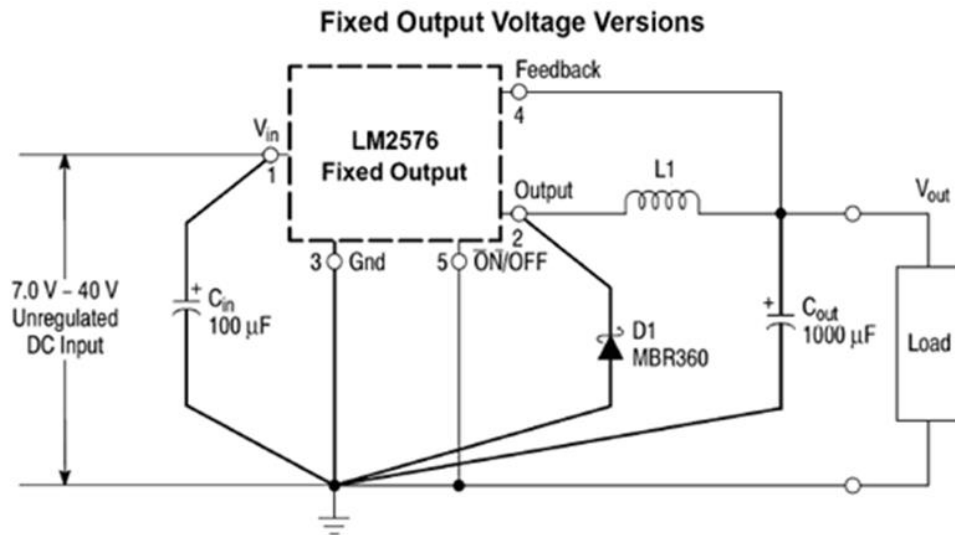 Fixed Output Voltage Versions
Feedback
4
Vin
1
LM2576
Fixed Output
Output
2
L1
Vout
3
Gnd
5
ON/OFF
7.0 V – 40 V
Unregulated
DC Input
+
Cin
100 µF
D1
MBR360
+
Cout
1000 µF
Load